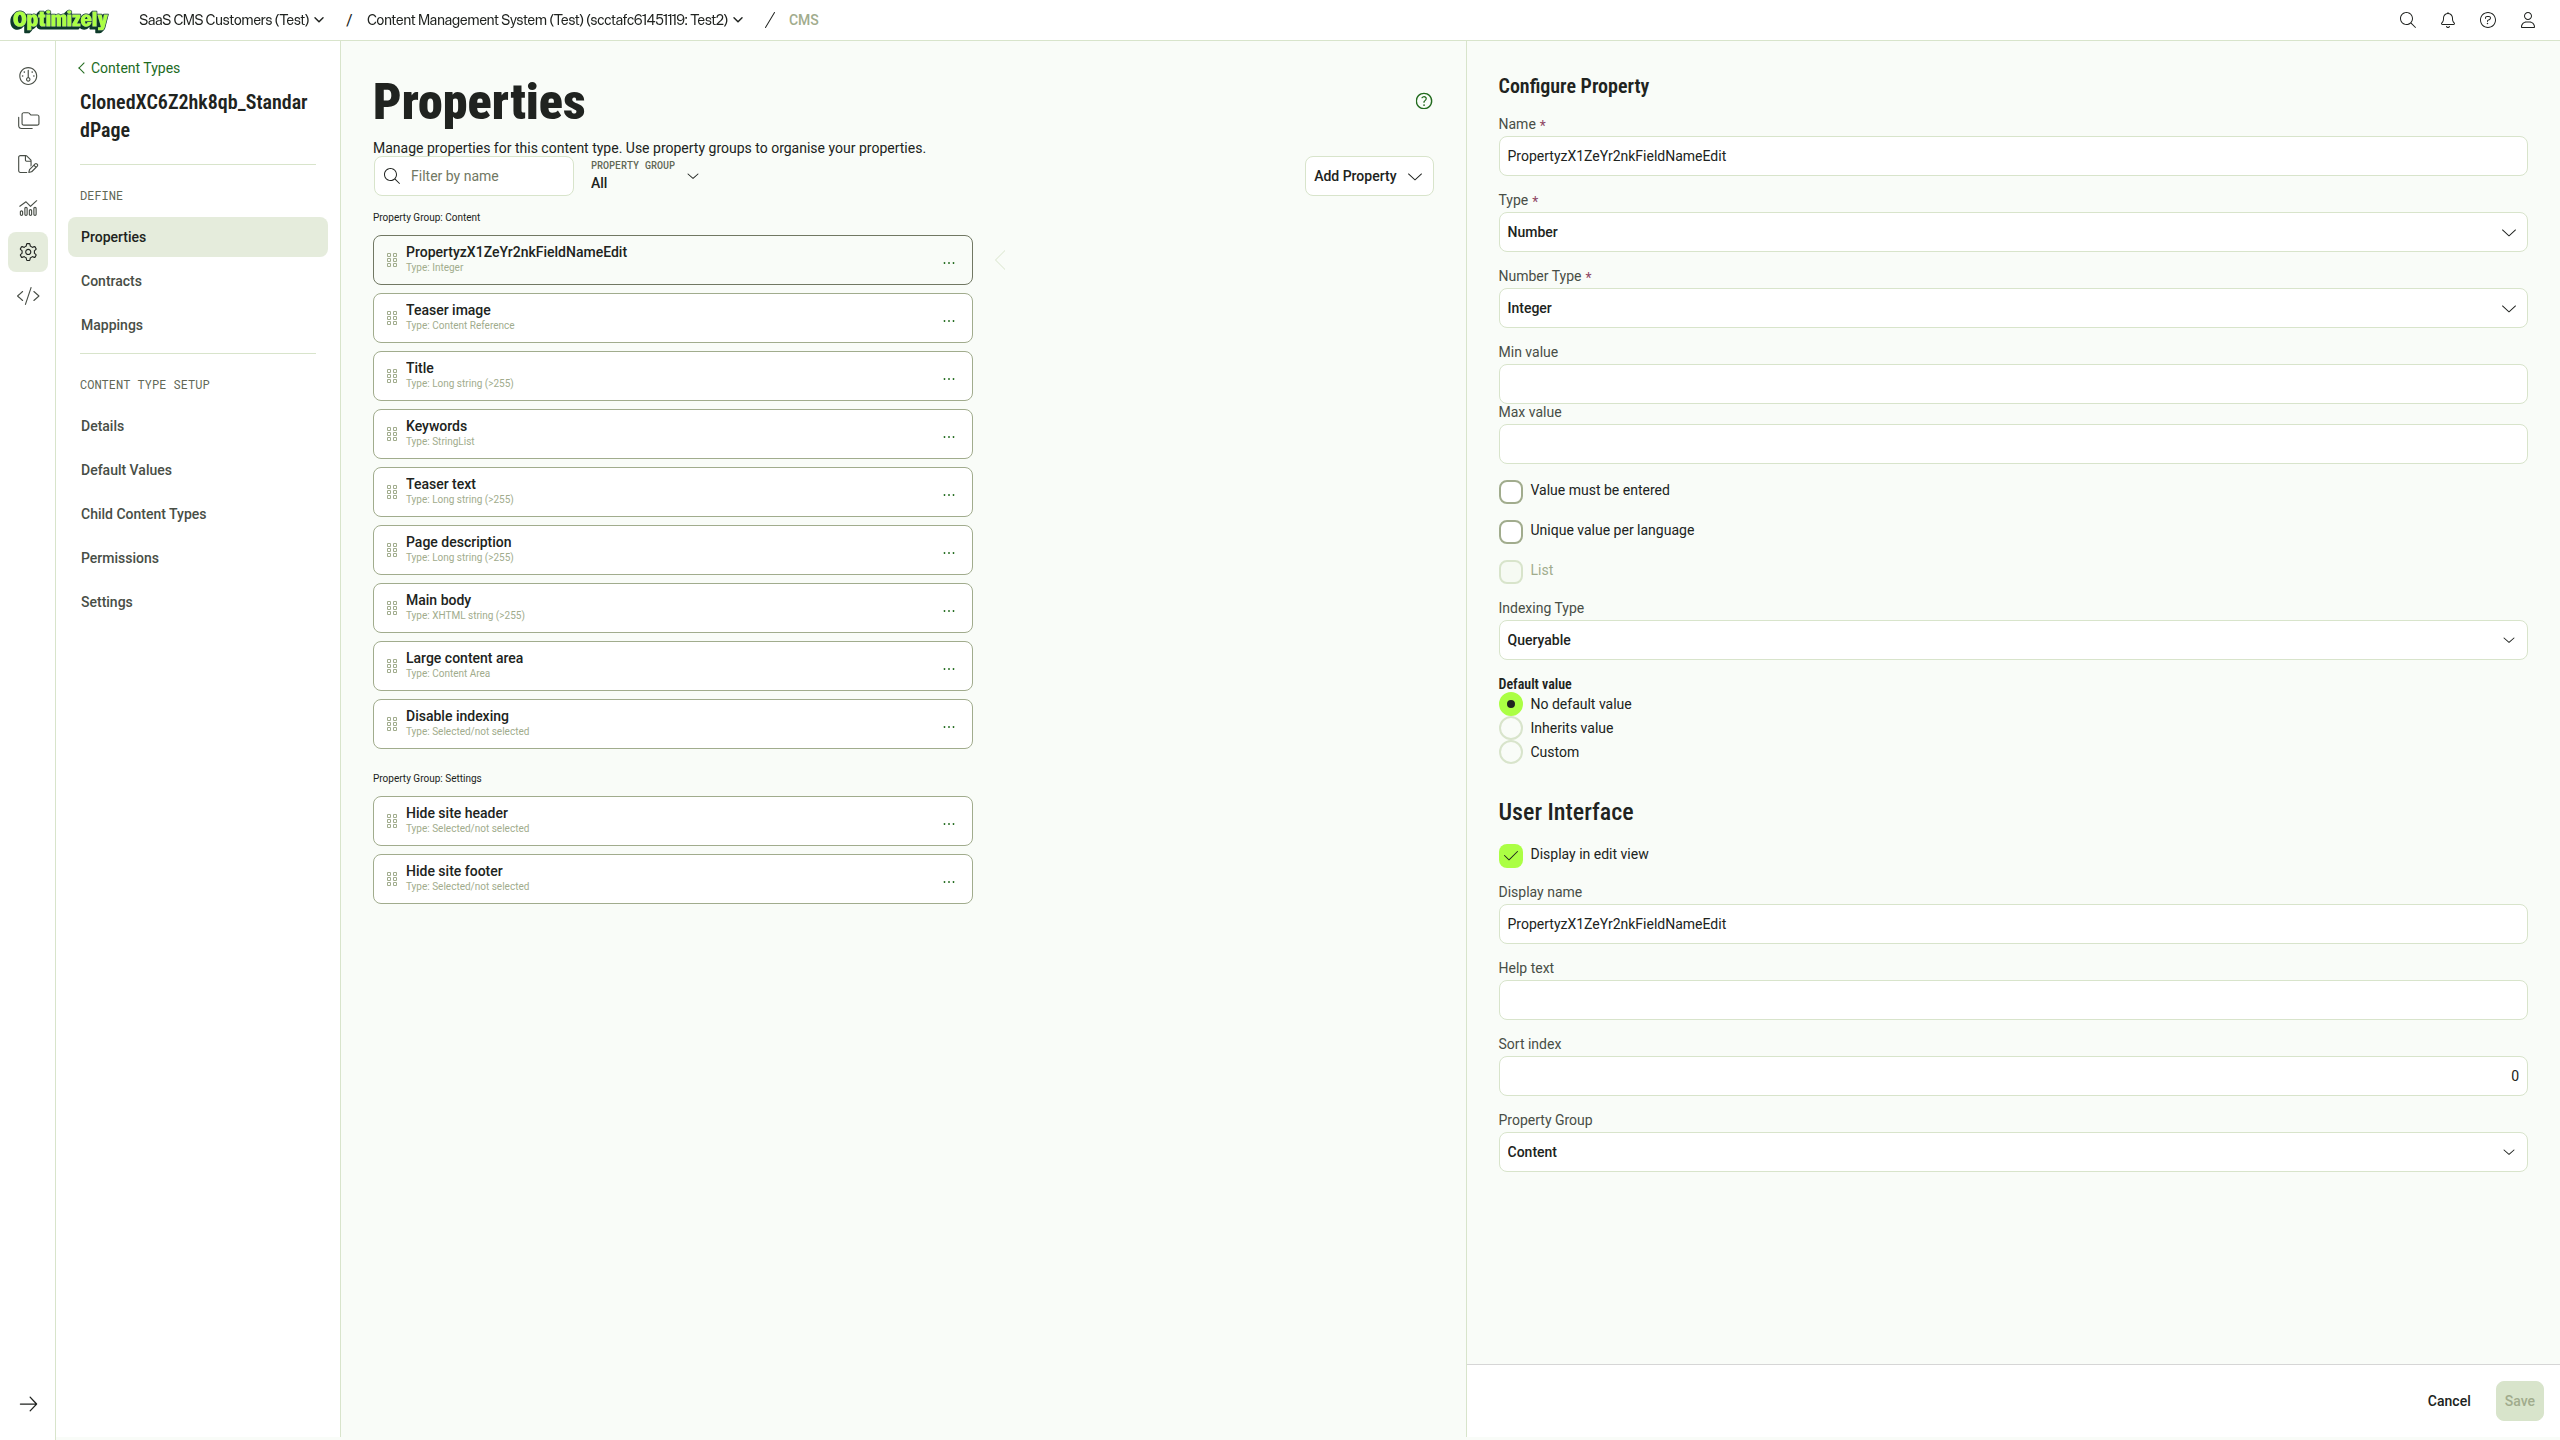 Optimizely
SaaS CMS Customers (Test)
/
Content Management System (Test) (scctafc61451119: Test2)
/
CMS
Content Types
ClonedXC6Z2hk8qb_Standar
dPage
DEFINE
Properties
Contracts
Mappings
CONTENT TYPE SETUP
Details
Default Values
Child Content Types
Permissions
Settings
Properties
Manage properties for this content type. Use property groups to organise your properties.
Filter by name
PROPERTY GROUP
All
Add Property
Property Group: Content
PropertyzX1ZeYr2nkFieldNameEdit
Type: Integer
Teaser image
Type: Content Reference
Title
Type: Long string (>255)
Keywords
Type: StringList
Teaser text
Type: Long string (>255)
Page description
Type: Long string (>255)
Main body
Type: XHTML string (>255)
Large content area
Type: Content Area
Disable indexing
Type: Selected/not selected
Property Group: Settings
Hide site header
Type: Selected/not selected
Hide site footer
Type: Selected/not selected
Configure Property
Name *
PropertyzX1ZeYr2nkFieldNameEdit
Type *
Number
Number Type *
Integer
Min value
Max value
Value must be entered
Unique value per language
List
Indexing Type
Queryable
Default value
No default value
Inherits value
Custom
User Interface
Display in edit view
Display name
PropertyzX1ZeYr2nkFieldNameEdit
Help text
Sort index
0
Property Group
Content
Cancel
Save